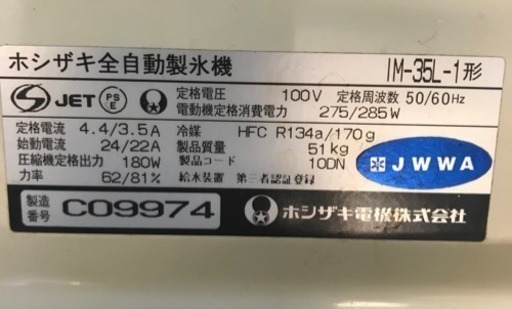 ホシザキ全自動製氷機 IM-35L-1形
JET PSE 定格電圧 100V 定格周波数 50/60Hz
電動機定格消費電力 275/285W
定格電流 4.4/3.5A 冷媒 HFC R134a/170g
始動電流 24/22A 製品質量 51kg
圧縮機定格出力 180W 製品コード 10DN
力率 62/81% 給水装置 第三者認証登録
JWWA
製造番号 C09974
ホシザキ電機株式会社